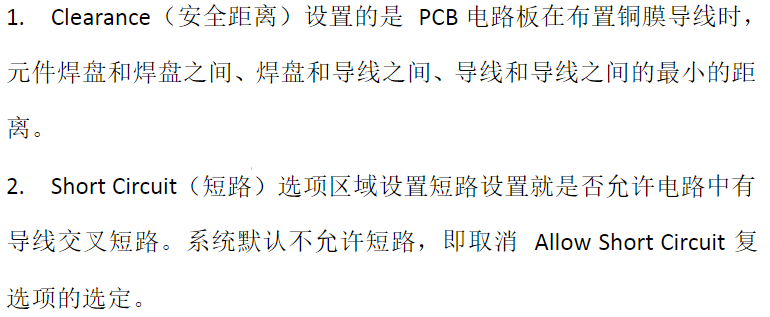 1. Clearance（安全距离）设置的是 PCB 电路板在布置铜膜导线时，
元件焊盘和焊盘之间、焊盘和导线之间、导线和导线之间的最小的距
离。
2. Short Circuit（短路）选项区域设置短路设置就是否允许电路中有
导线交叉短路。系统默认不允许短路，即取消 Allow Short Circuit 复
选项的选定。